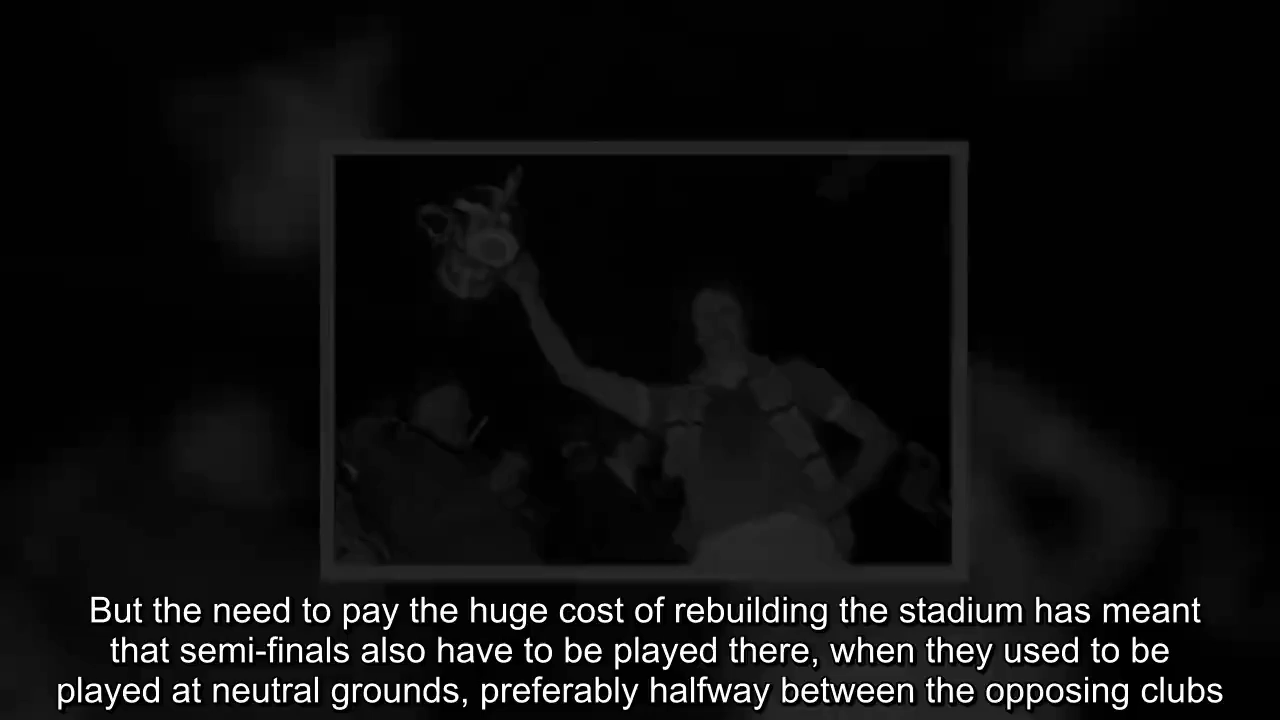 But the need to pay the huge cost of rebuilding the stadium has meant
that semi-finals also have to be played there, when they used to be
played at neutral grounds, preferably halfway between the opposing clubs